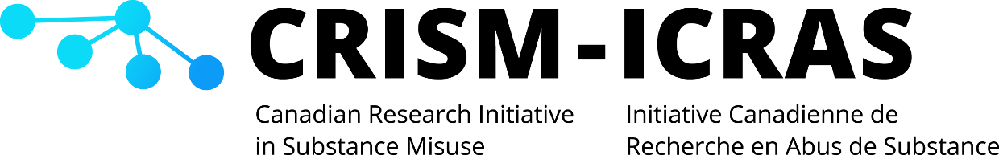 CRISM-ICRAS
Canadian Research Initiative
in Substance Misuse
Initiative Canadienne de
Recherche en Abus de Substance